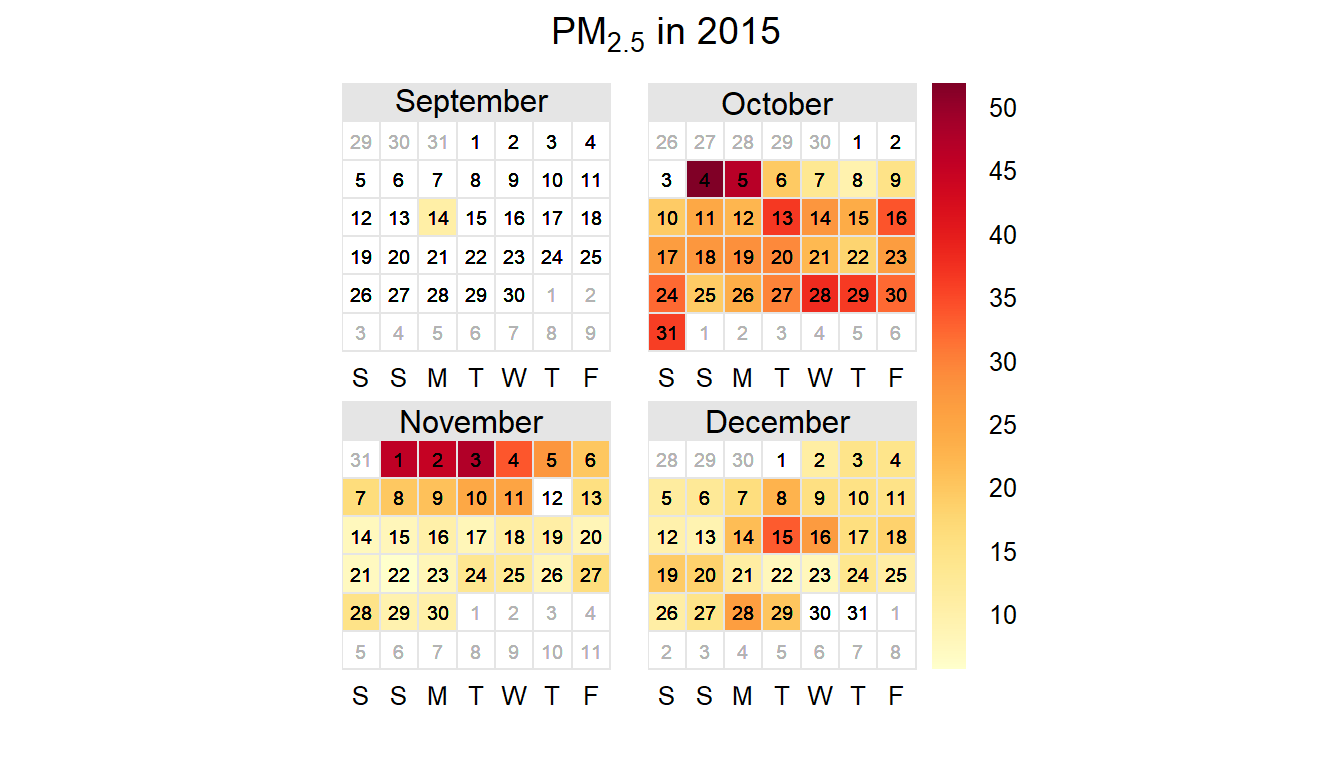 PM2.5 in 2015
September
29 30 31 1 2 3 4
5 6 7 8 9 10 11
12 13 14 15 16 17 18
19 20 21 22 23 24 25
26 27 28 29 30 1 2
3 4 5 6 7 8 9
S S M T W T F
October
26 27 28 29 30 1 2
3 4 5 6 7 8 9
10 11 12 13 14 15 16
17 18 19 20 21 22 23
24 25 26 27 28 29 30
31 1 2 3 4 5 6
S S M T W T F
November
31 1 2 3 4 5 6
7 8 9 10 11 12 13
14 15 16 17 18 19 20
21 22 23 24 25 26 27
28 29 30 1 2 3 4
5 6 7 8 9 10 11
S S M T W T F
December
28 29 30 1 2 3 4
5 6 7 8 9 10 11
12 13 14 15 16 17 18
19 20 21 22 23 24 25
26 27 28 29 30 31 1
2 3 4 5 6 7 8
S S M T W T F
50
45
40
35
30
25
20
15
10